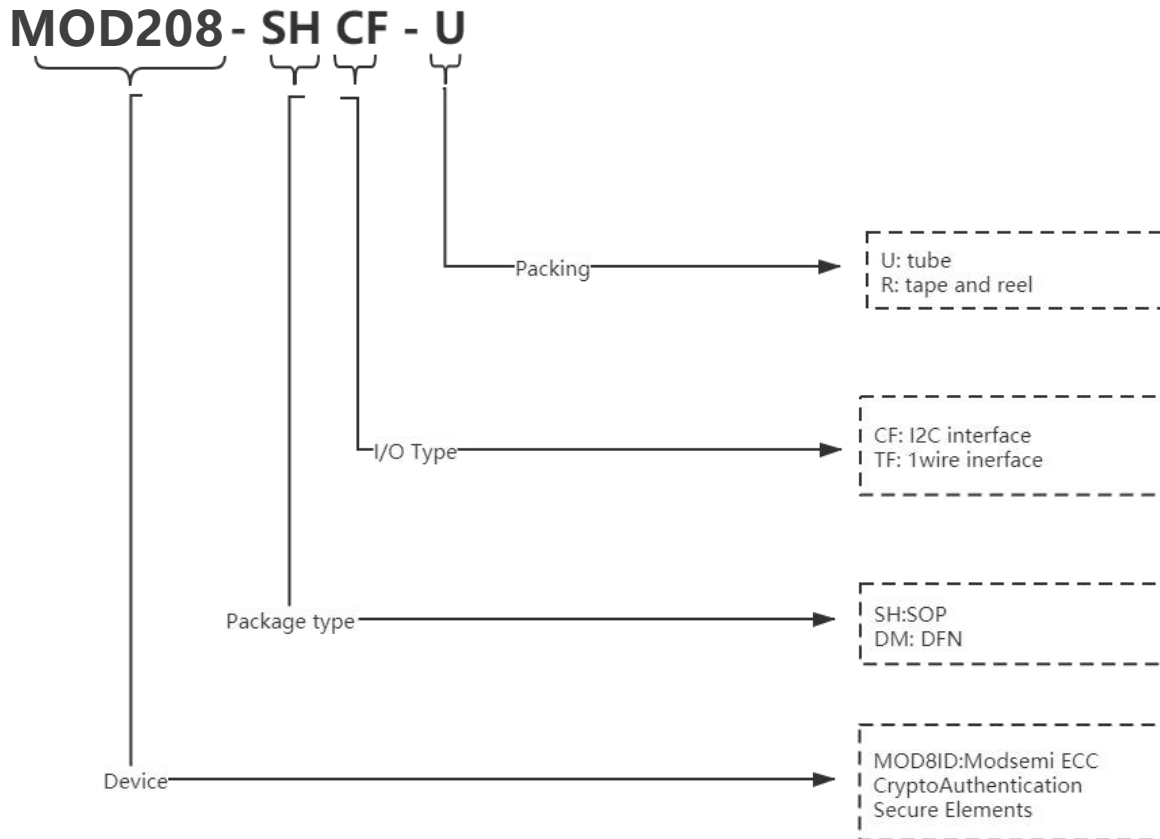 MOD208 - SH CF - U
Packing
U: tube
R: tape and reel
I/O Type
CF: I2C interface
TF: 1wire inerface
Package type
SH:SOP
DM: DFN
Device
MOD8ID:Modsemi ECC
CryptoAuthentication
Secure Elements